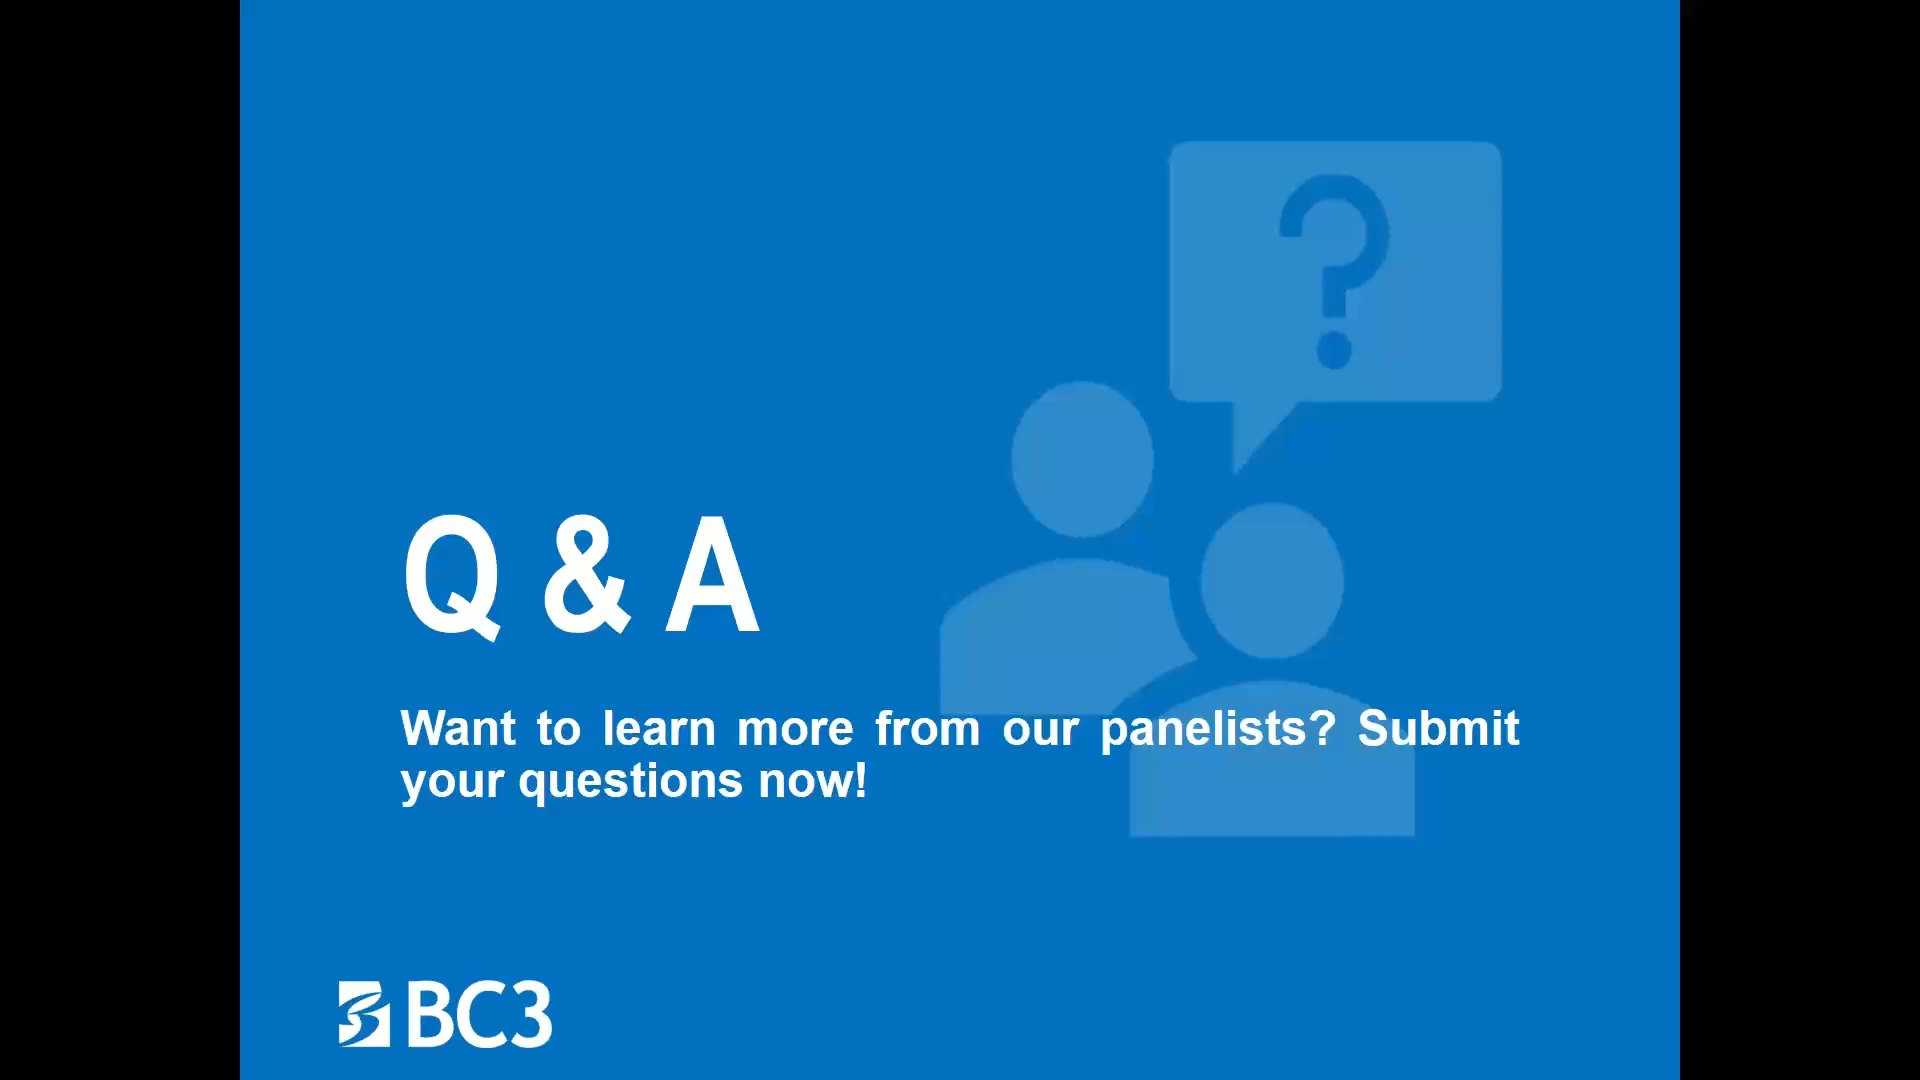 ?
Q & A
Want to learn more from our panelists? Submit
your questions now!
BC3